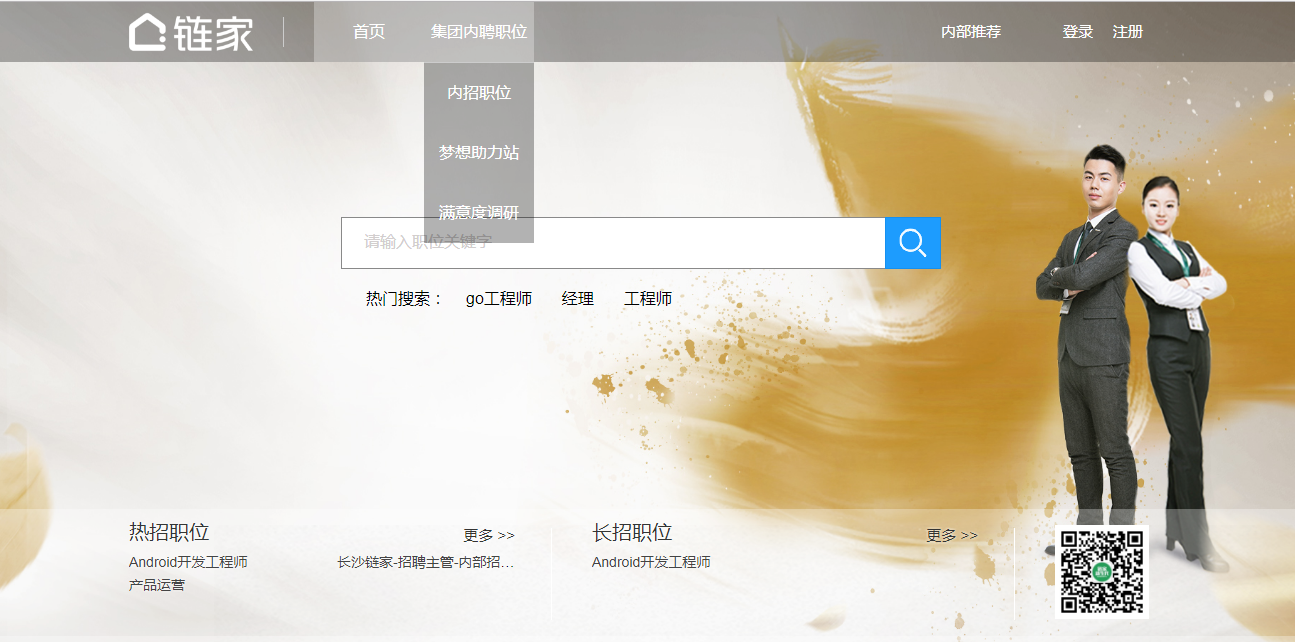 链家
首页 集团内聘职位 内部推荐 登录 注册
内招职位
梦想助力站
满意度调研
请输入职位关键字
热门搜索： go工程师 经理 工程师
热招职位 更多 >>
Android开发工程师 长沙链家-招聘主管-内部招...
产品运营
长招职位 更多 >>
Android开发工程师